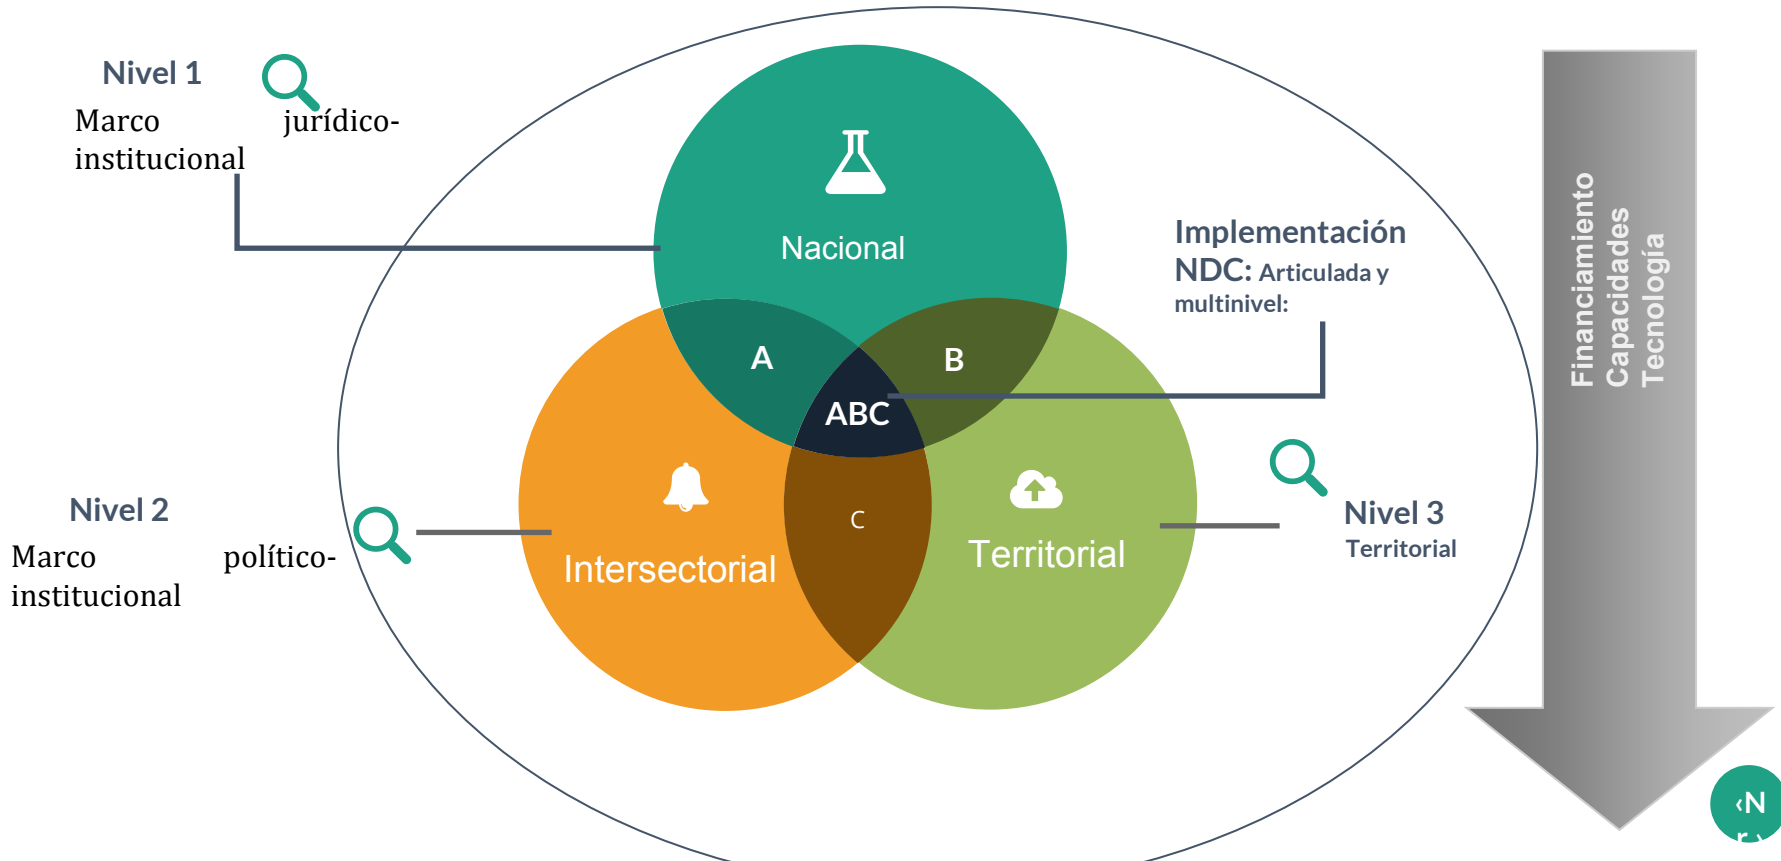 Nivel 1
Marco jurídico-
institucional
Nacional
Implementación
NDC: Articulada y
multinivel:
A
B
ABC
C
Nivel 2
Marco político-
institucional
Intersectorial
Territorial
Nivel 3
Territorial
Financiamiento
Capacidades
Tecnología
‹N
r ›